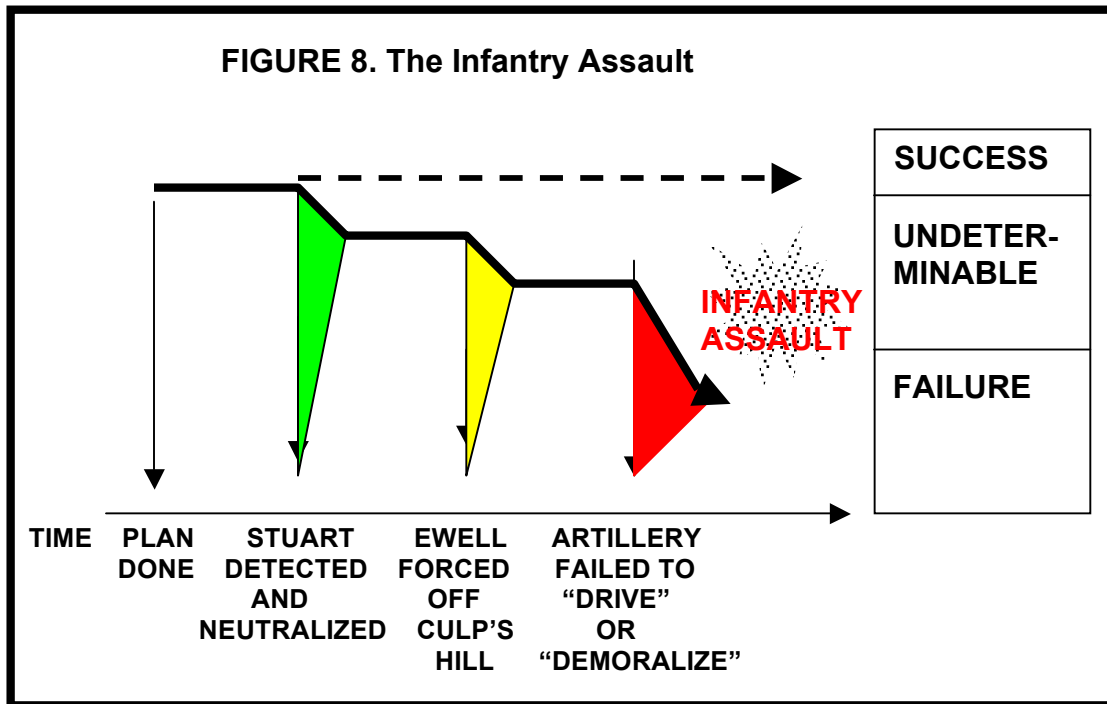 FIGURE 8. The Infantry Assault
SUCCESS
UNDETER-
MINABLE
FAILURE
INFANTRY
ASSAULT
TIME
PLAN
DONE
STUART
DETECTED
AND
NEUTRALIZED
EWELL
FORCED
OFF
CULP’S
HILL
ARTILLERY
FAILED TO
“DRIVE”
OR
“DEMORALIZE”